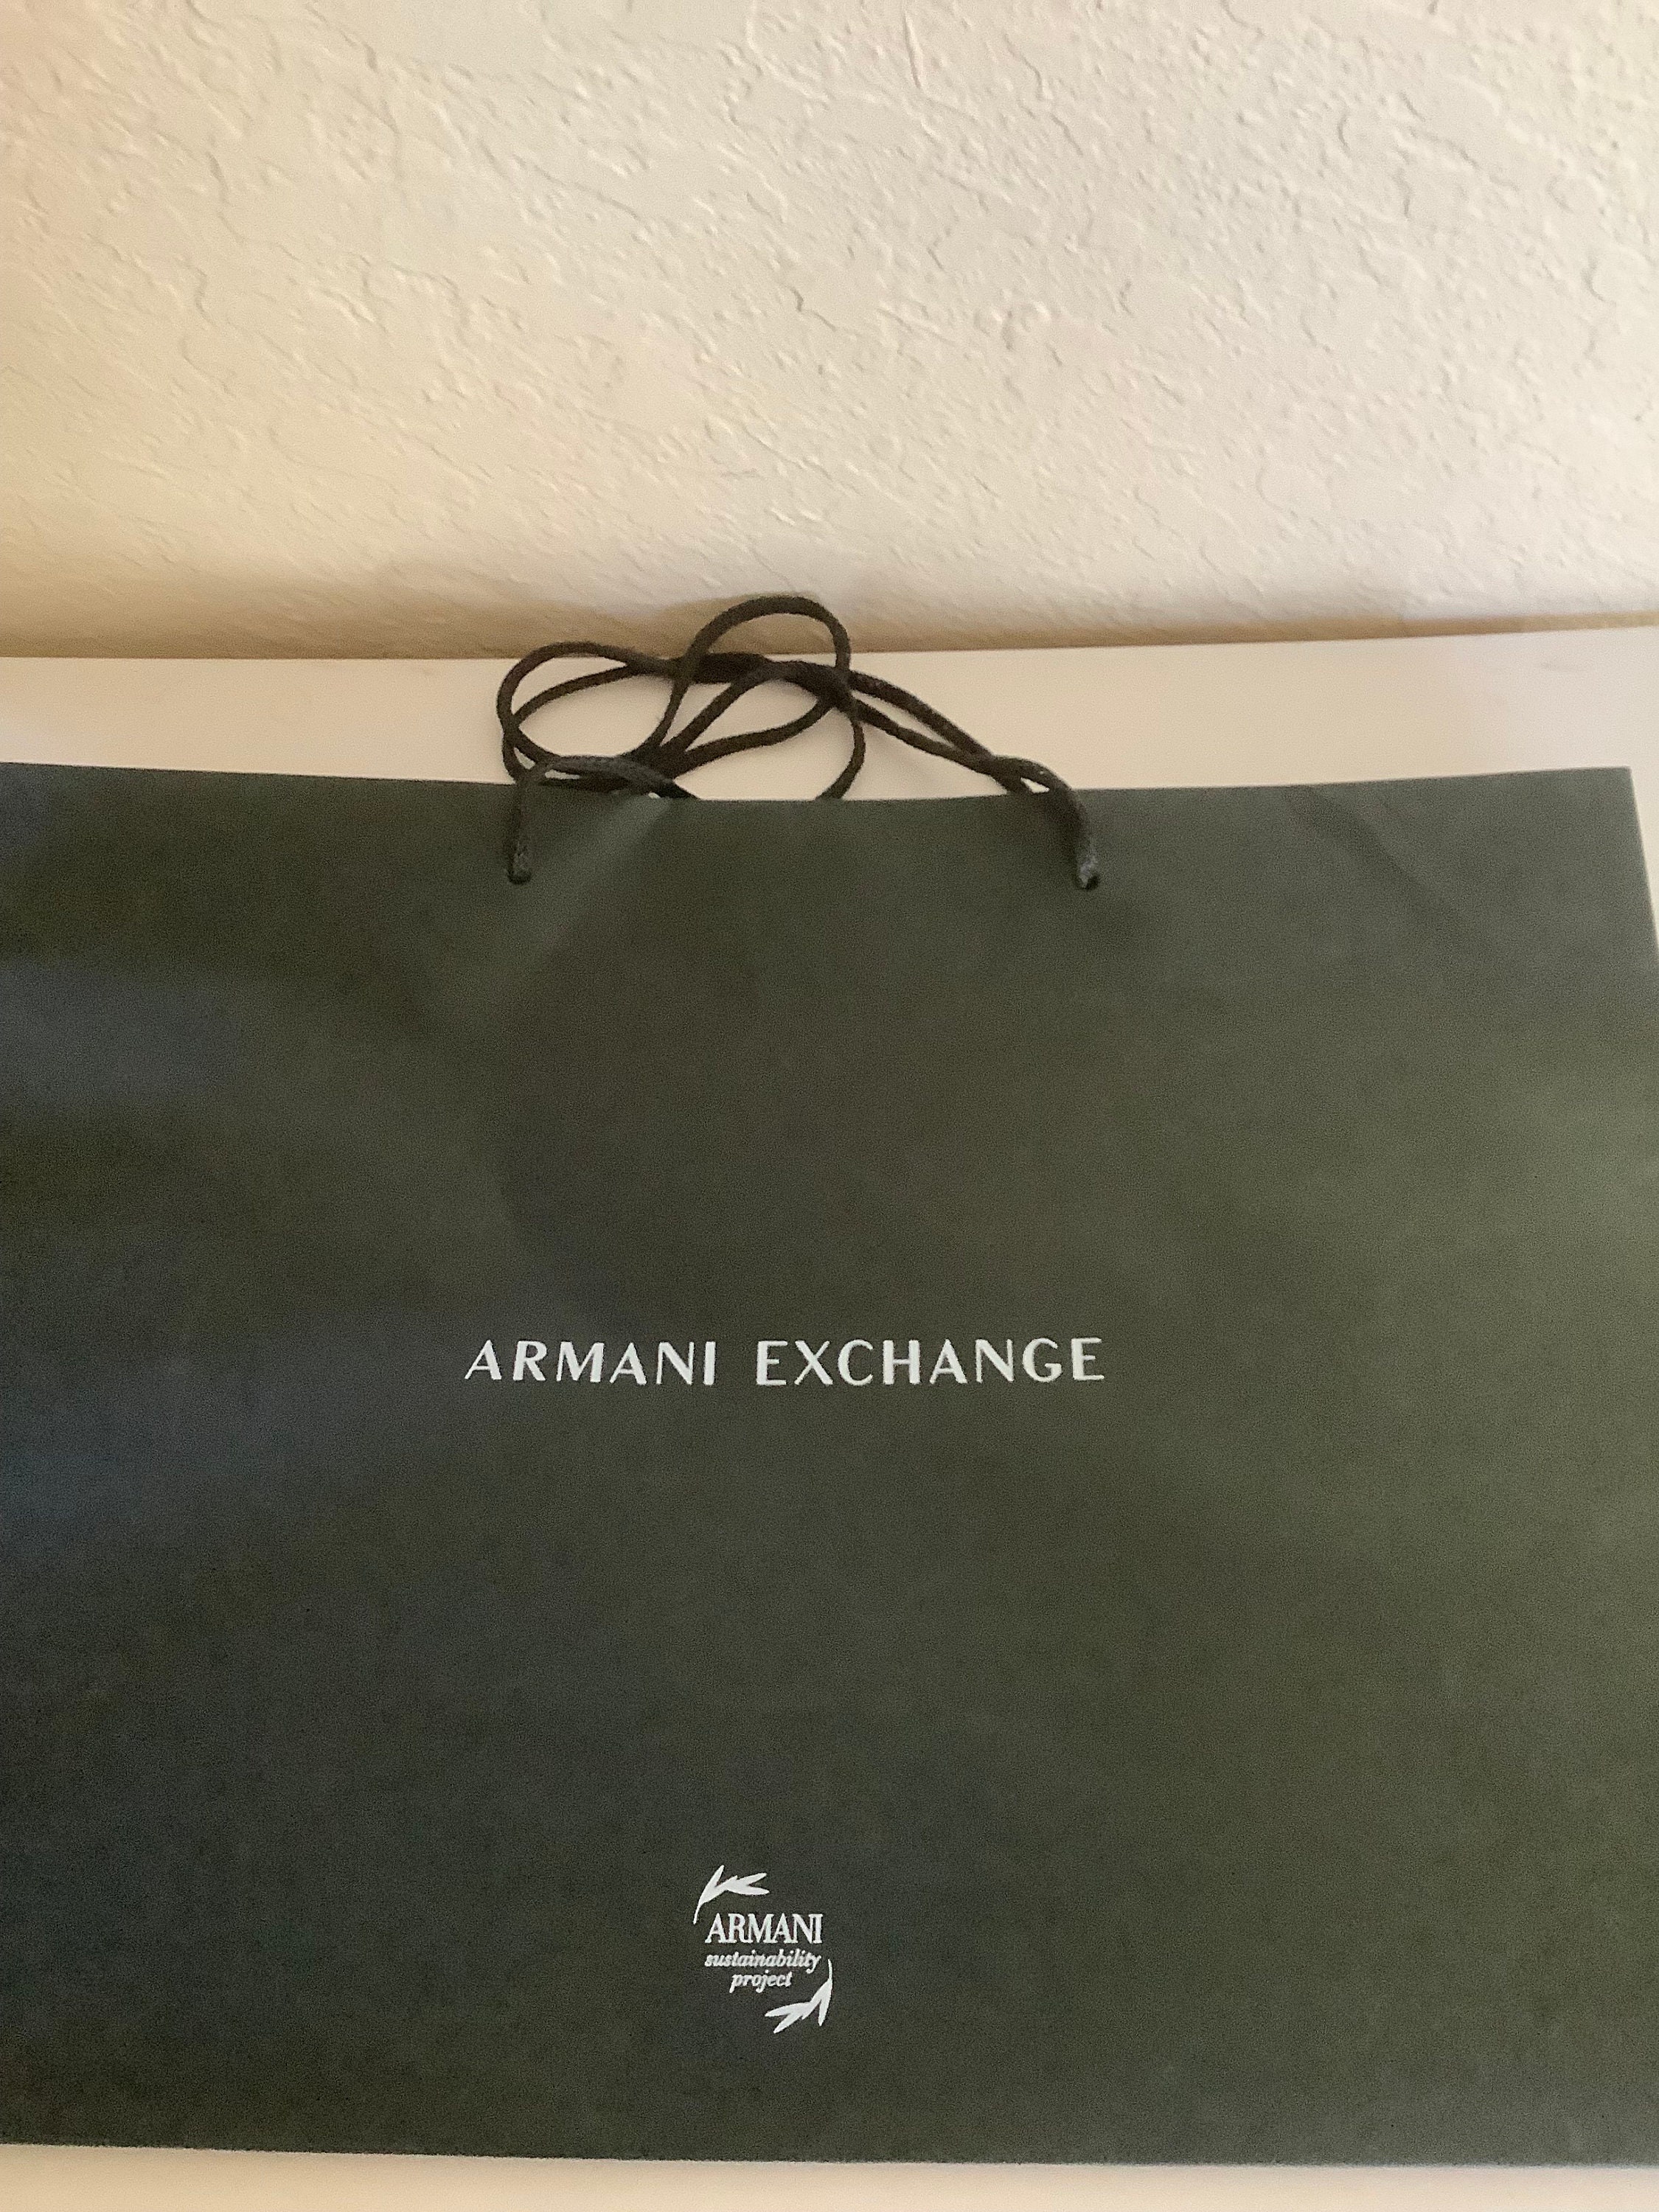 ARMANI EXCHANGE
ARMANI
sustainability
project